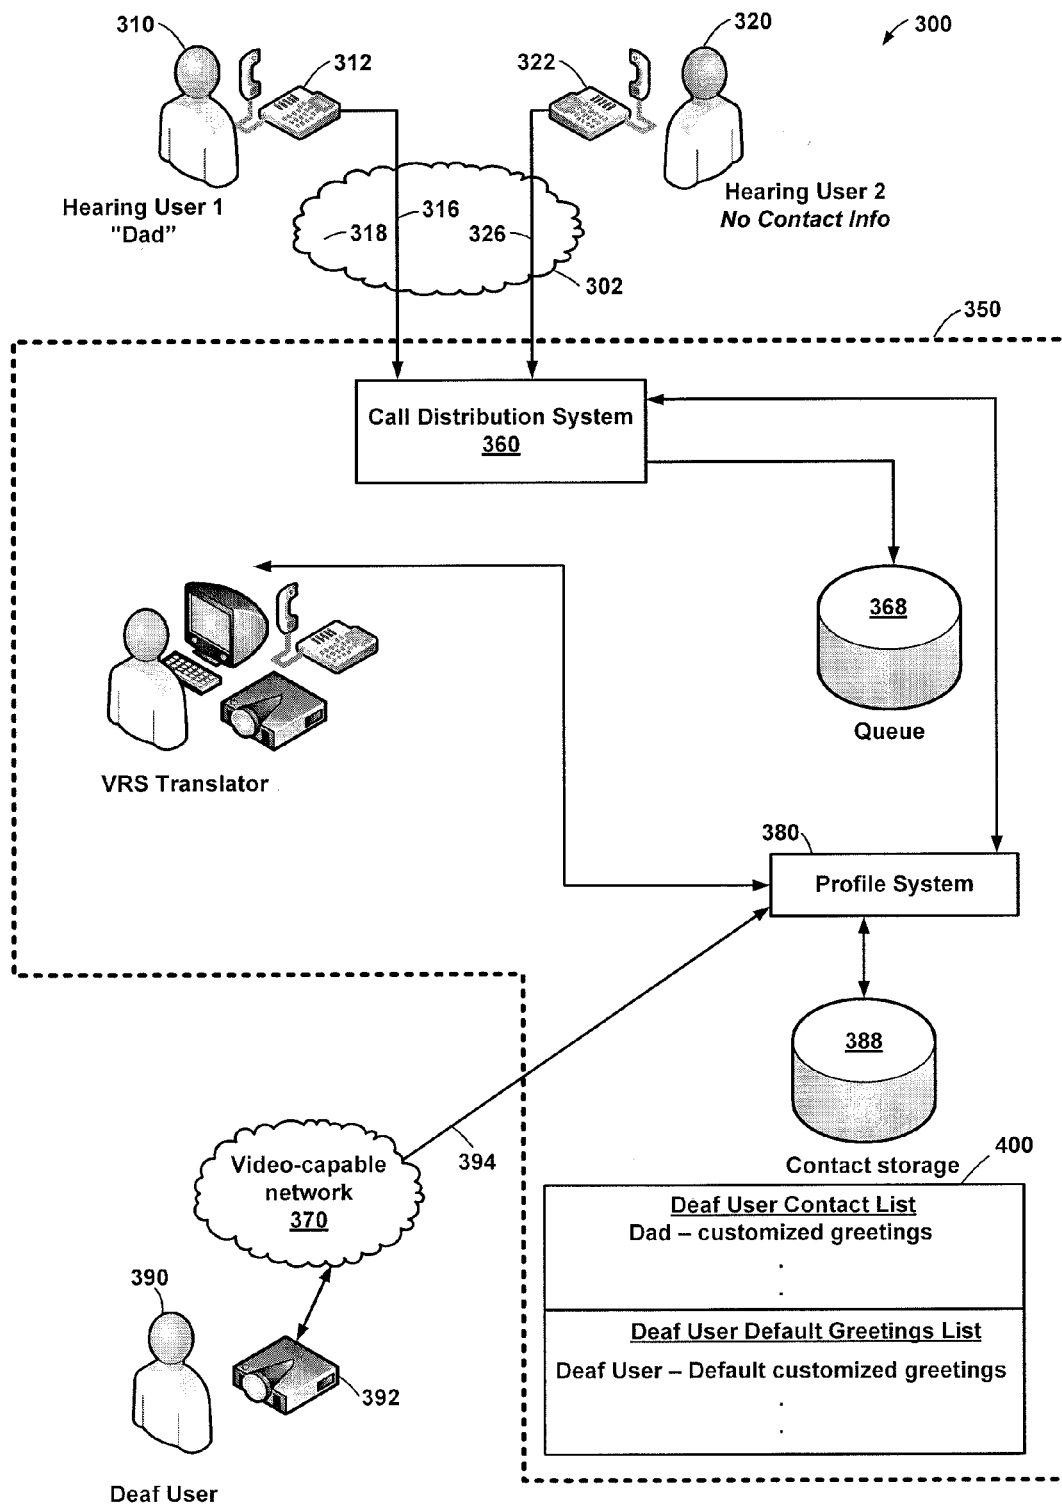 310
312
322
320
300
Hearing User 1
"Dad"
Hearing User 2
No Contact Info
316
318
326
302
350
Call Distribution System
360
368
Queue
VRS Translator
380
Profile System
388
Contact storage
400
Video-capable
network
370
394
Deaf User Contact List
Dad – customized greetings
.
.
Deaf User Default Greetings List
Deaf User – Default customized greetings
.
.
390
392
Deaf User